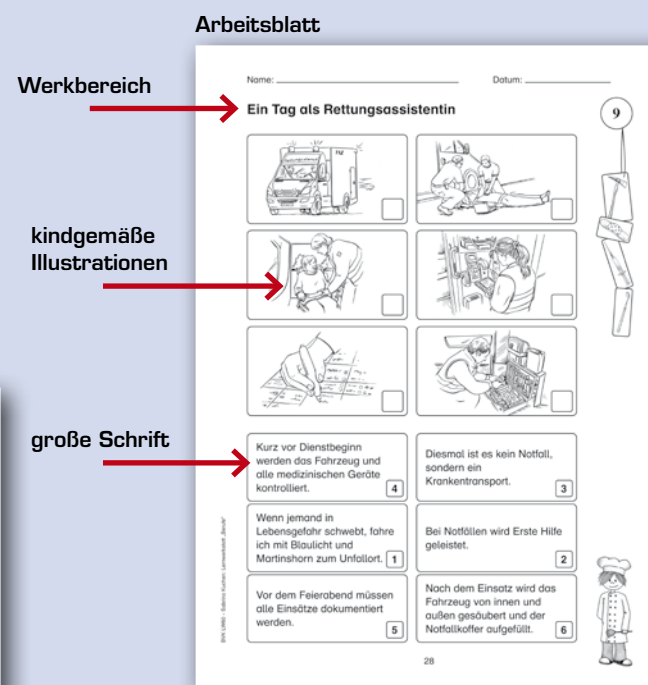 Arbeitsblatt
Werkbereich
Name:
Datum:
Ein Tag als Rettungsassistentin
9
kindgemäße
Illustrationen
große Schrift
Kurz vor Dienstbeginn
werden das Fahrzeug und
alle medizinischen Geräte
kontrolliert.
4
Diesmal ist es kein Notfall,
sondern ein
Krankentransport.
3
Wenn jemand in
Lebensgefahr schwebt, fahre
ich mit Blaulicht und
Martinshorn zum Unfallort.
1
Bei Notfällen wird Erste Hilfe
geleistet.
2
Vor dem Feierabend müssen
alle Einsätze dokumentiert
werden.
5
Nach dem Einsatz wird das
Fahrzeug von innen und
außen gesäubert und der
Notfallkoffer aufgefüllt.
6
28